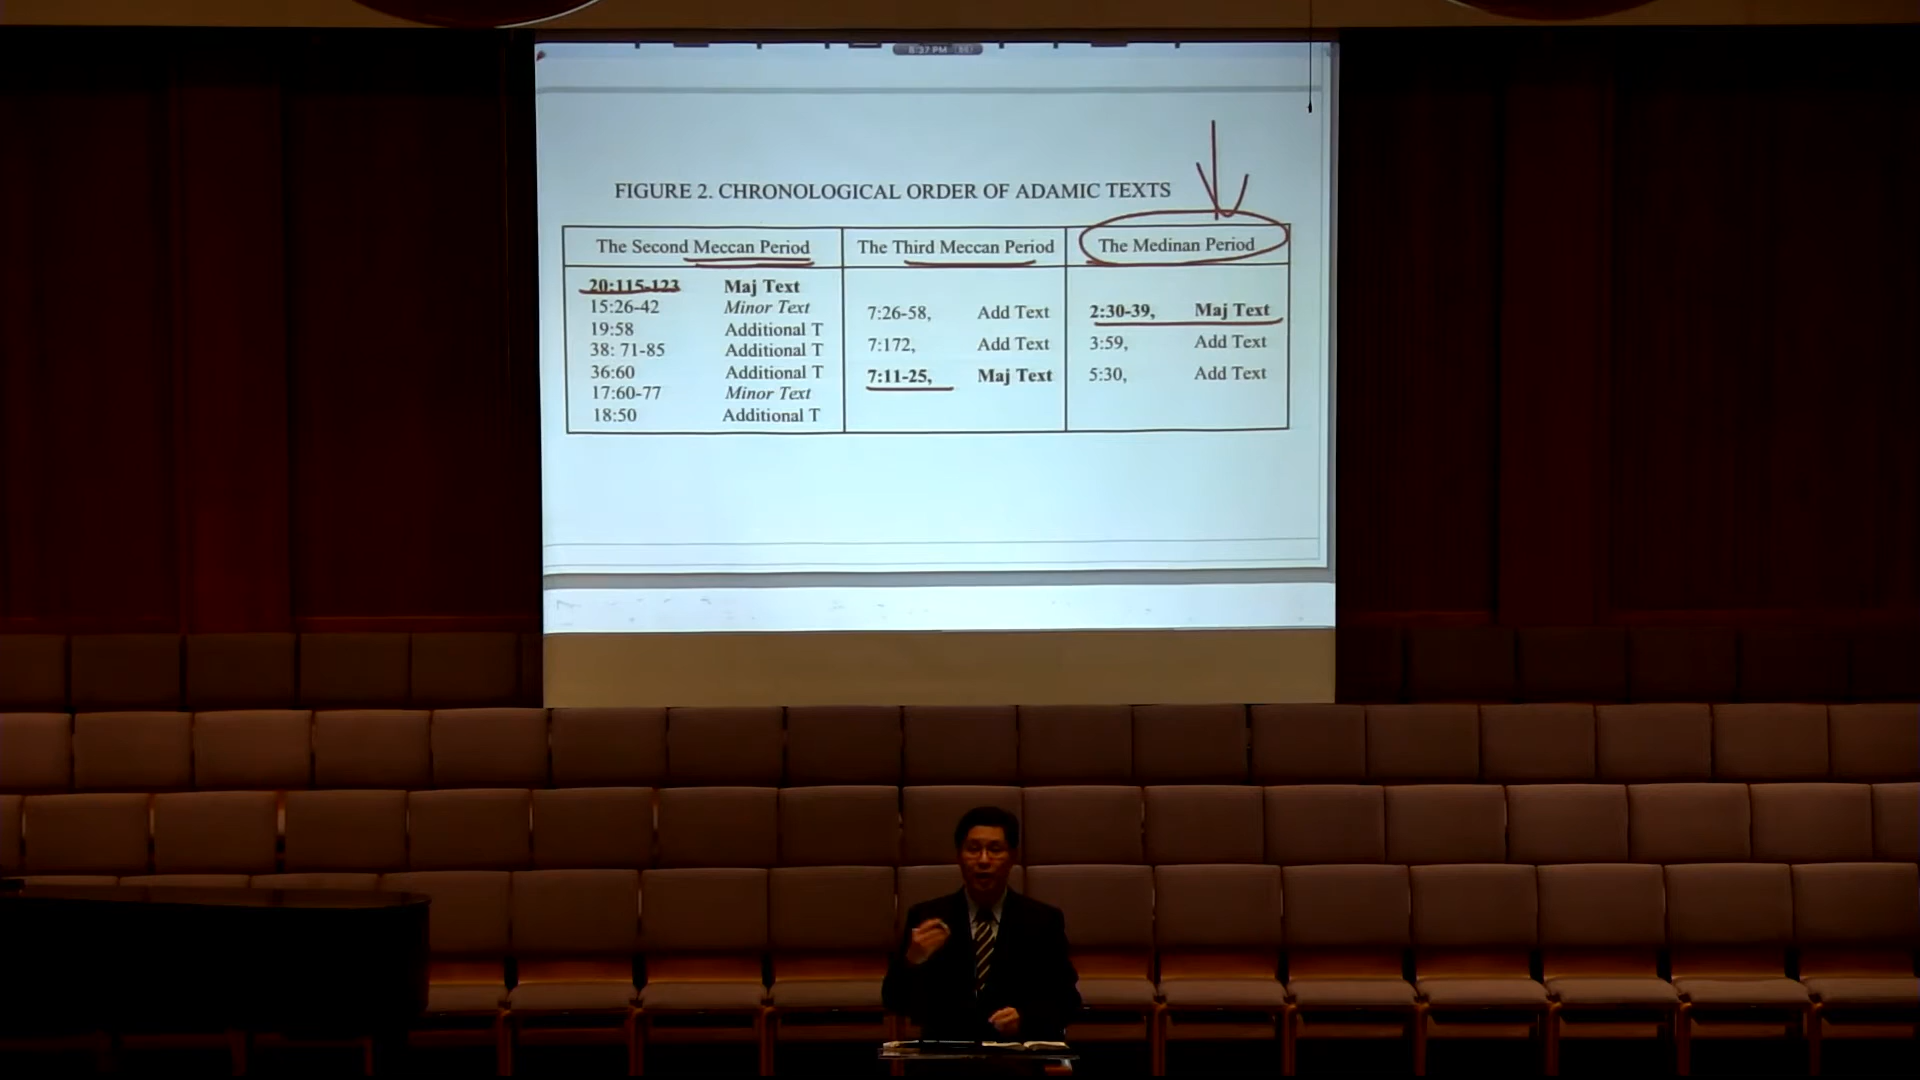 8:37 PM
FIGURE 2. CHRONOLOGICAL ORDER OF ADAMIC TEXTS
The Second Meccan Period The Third Meccan Period The Medinan Period
20:115-123 Maj Text
15:26-42 Minor Text
19:58 Additional T
38: 71-85 Additional T
36:60 Additional T
17:60-77 Minor Text
18:50 Additional T
7:26-58, Add Text
7:172, Add Text
7:11-25, Maj Text
2:30-39, Maj Text
3:59, Add Text
5:30, Add Text